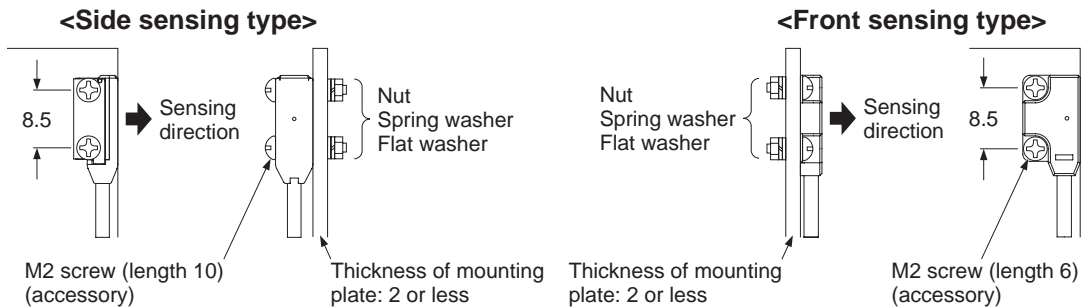 <Side sensing type>
8.5
Sensing
direction
Nut
Spring washer
Flat washer
M2 screw (length 10)
(accessory)
Thickness of mounting
plate: 2 or less
<Front sensing type>
Nut
Spring washer
Flat washer
Sensing
direction
8.5
Thickness of mounting
plate: 2 or less
M2 screw (length 6)
(accessory)